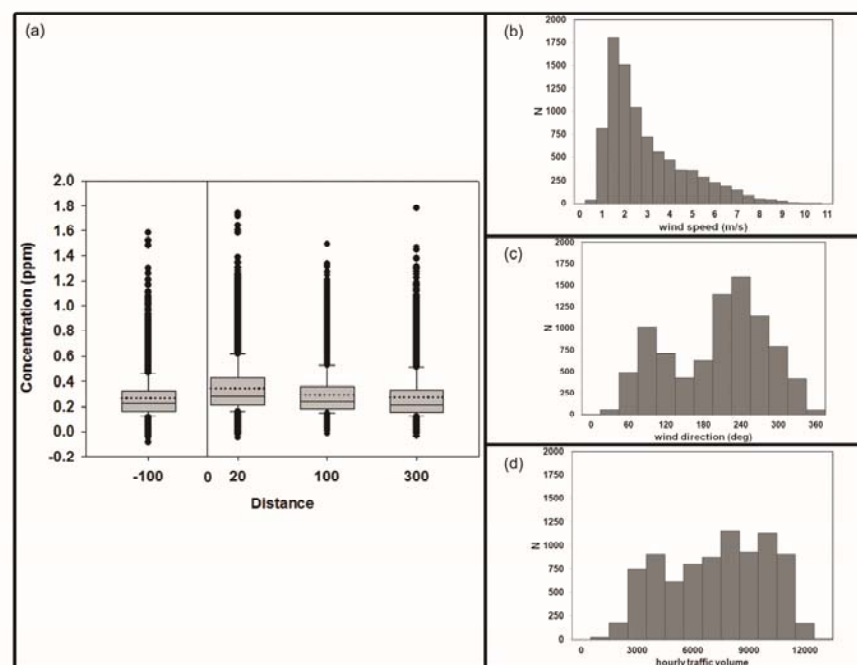 (a)
2.0
1.8
1.6
1.4
1.2
1.0
0.8
0.6
0.4
0.2
0.0
-0.2
Concentration (ppm)
-100 0 20 100 300
Distance
(b)
2000
1750
1500
1250
1000
750
500
250
0
N
0 1 2 3 4 5 6 7 8 9 10 11
wind speed (m/s)
(c)
2000
1750
1500
1250
1000
750
500
250
0
N
0 60 120 180 240 300 360
wind direction (deg)
(d)
2000
1750
1500
1250
1000
750
500
250
0
N
0 3000 6000 9000 12000
hourly traffic volume